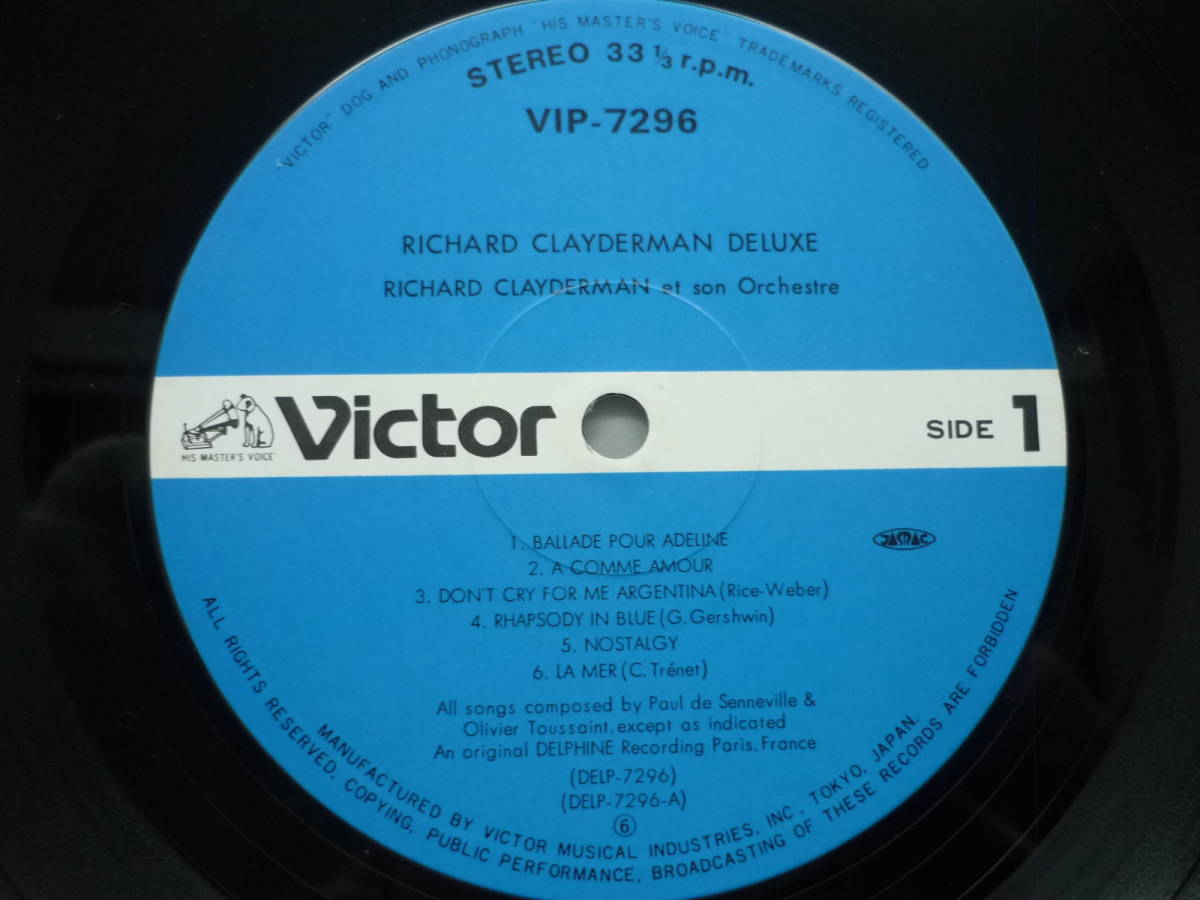 "VICTOR" DOG AND PHONOGRAPH "HIS MASTER'S VOICE" TRADEMARKS REGISTERED
STEREO 33 1/3 r.p.m.
VIP-7296
RICHARD CLAYDERMAN DELUXE
RICHARD CLAYDERMAN et son Orchestre
HIS MASTER'S VOICE
Victor
SIDE 1
1. BALLADE POUR ADELINE
2. A COMME AMOUR
3. DON'T CRY FOR ME ARGENTINA (Rice-Weber)
4. RHAPSODY IN BLUE (G. Gershwin)
5. NOSTALGY
6. LA MER (C. Trénet)
JASRAC
All songs composed by Paul de Senneville &
Olivier Toussaint, except as indicated
An original DELPHINE Recording Paris, France
(DELP-7296)
(DELP-7296-A)
⑥
MANUFACTURED BY VICTOR MUSICAL INDUSTRIES, INC., TOKYO, JAPAN.
ALL RIGHTS RESERVED, COPYING, PUBLIC PERFORMANCE, BROADCASTING OF THESE RECORDS ARE FORBIDDEN